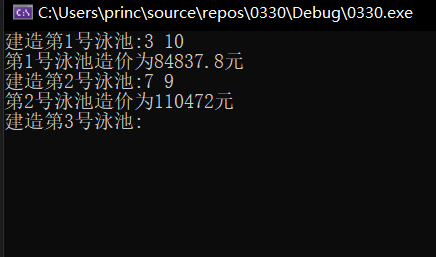 C:\Users\princ\source\repos\0330\Debug\0330.exe
建造第1号泳池:3 10
第1号泳池造价为84837.8元
建造第2号泳池:7 9
第2号泳池造价为110472元
建造第3号泳池: